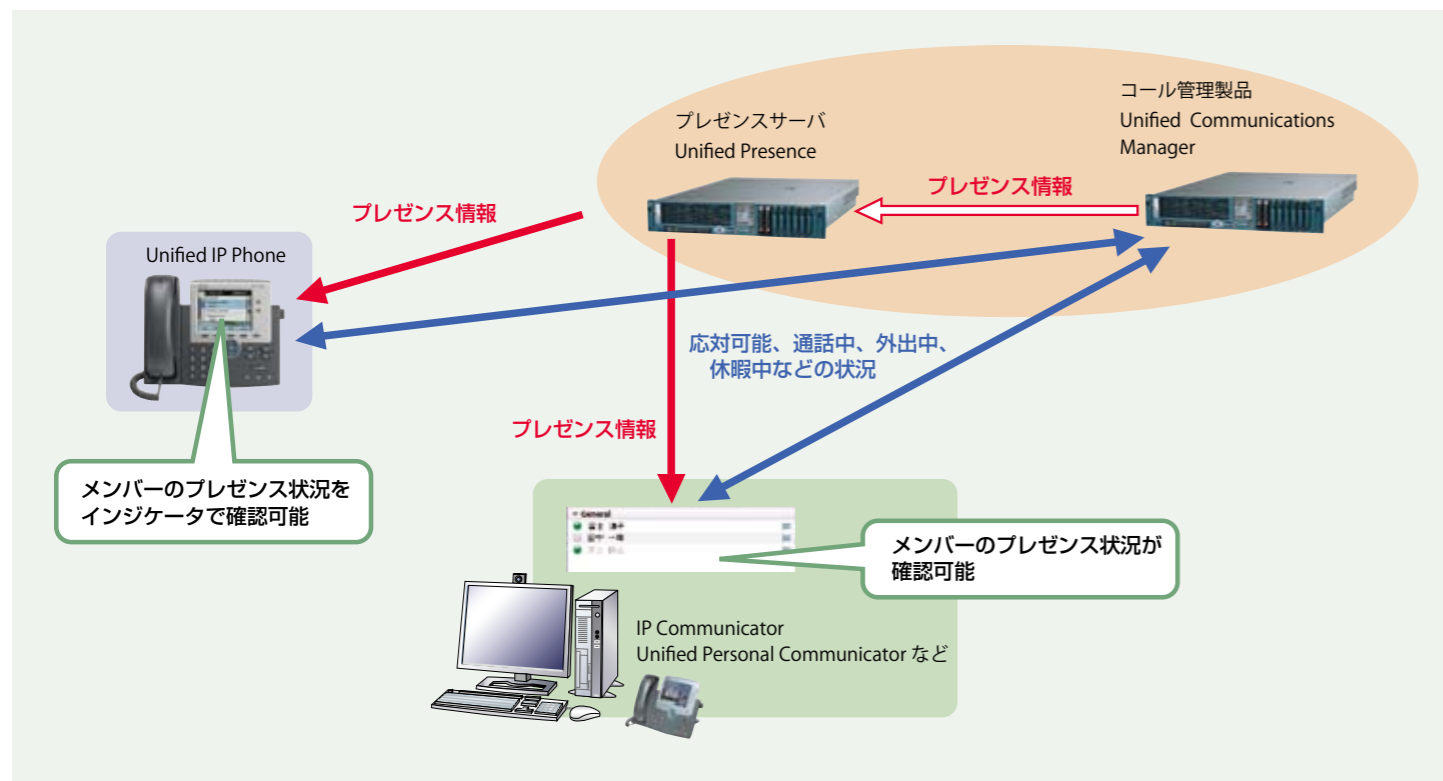 コール管理製品
Unified Communications
Manager
プレゼンスサーバ
Unified Presence
プレゼンス情報
プレゼンス情報
Unified IP Phone
応対可能、通話中、外出中、
休暇中などの状況
プレゼンス情報
メンバーのプレゼンス状況を
インジケータで確認可能
General
メンバーのプレゼンス状況が
確認可能
IP Communicator
Unified Personal Communicator など